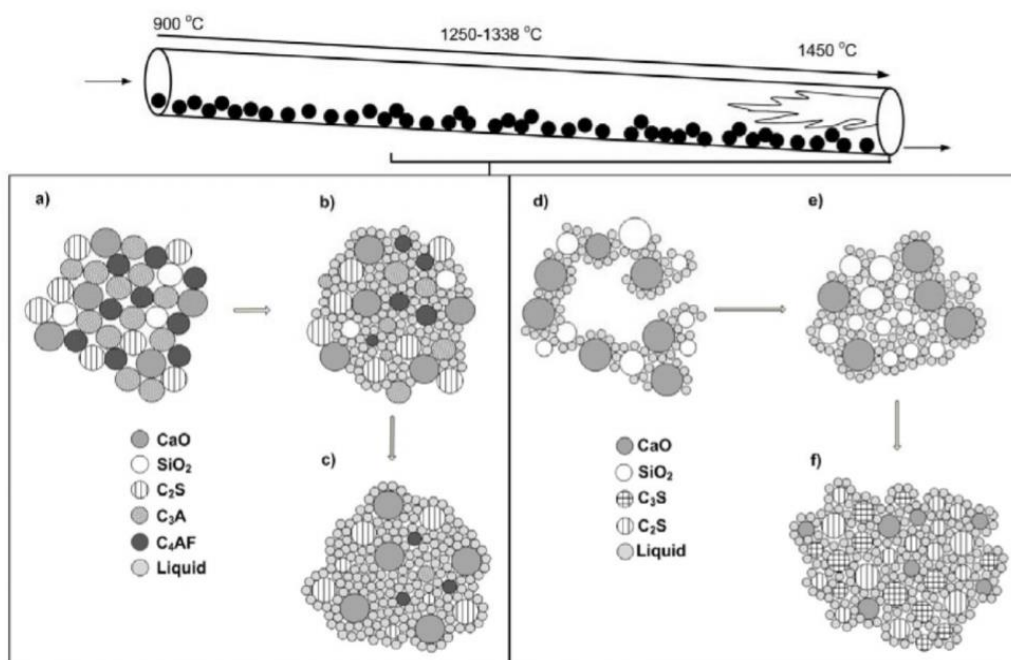 900 °C
1250-1338 °C
1450 °C
a)
b)
CaO
SiO₂
C₂S
C₃A
C₄AF
Liquid
c)
d)
e)
CaO
SiO₂
C₃S
C₂S
Liquid
f)